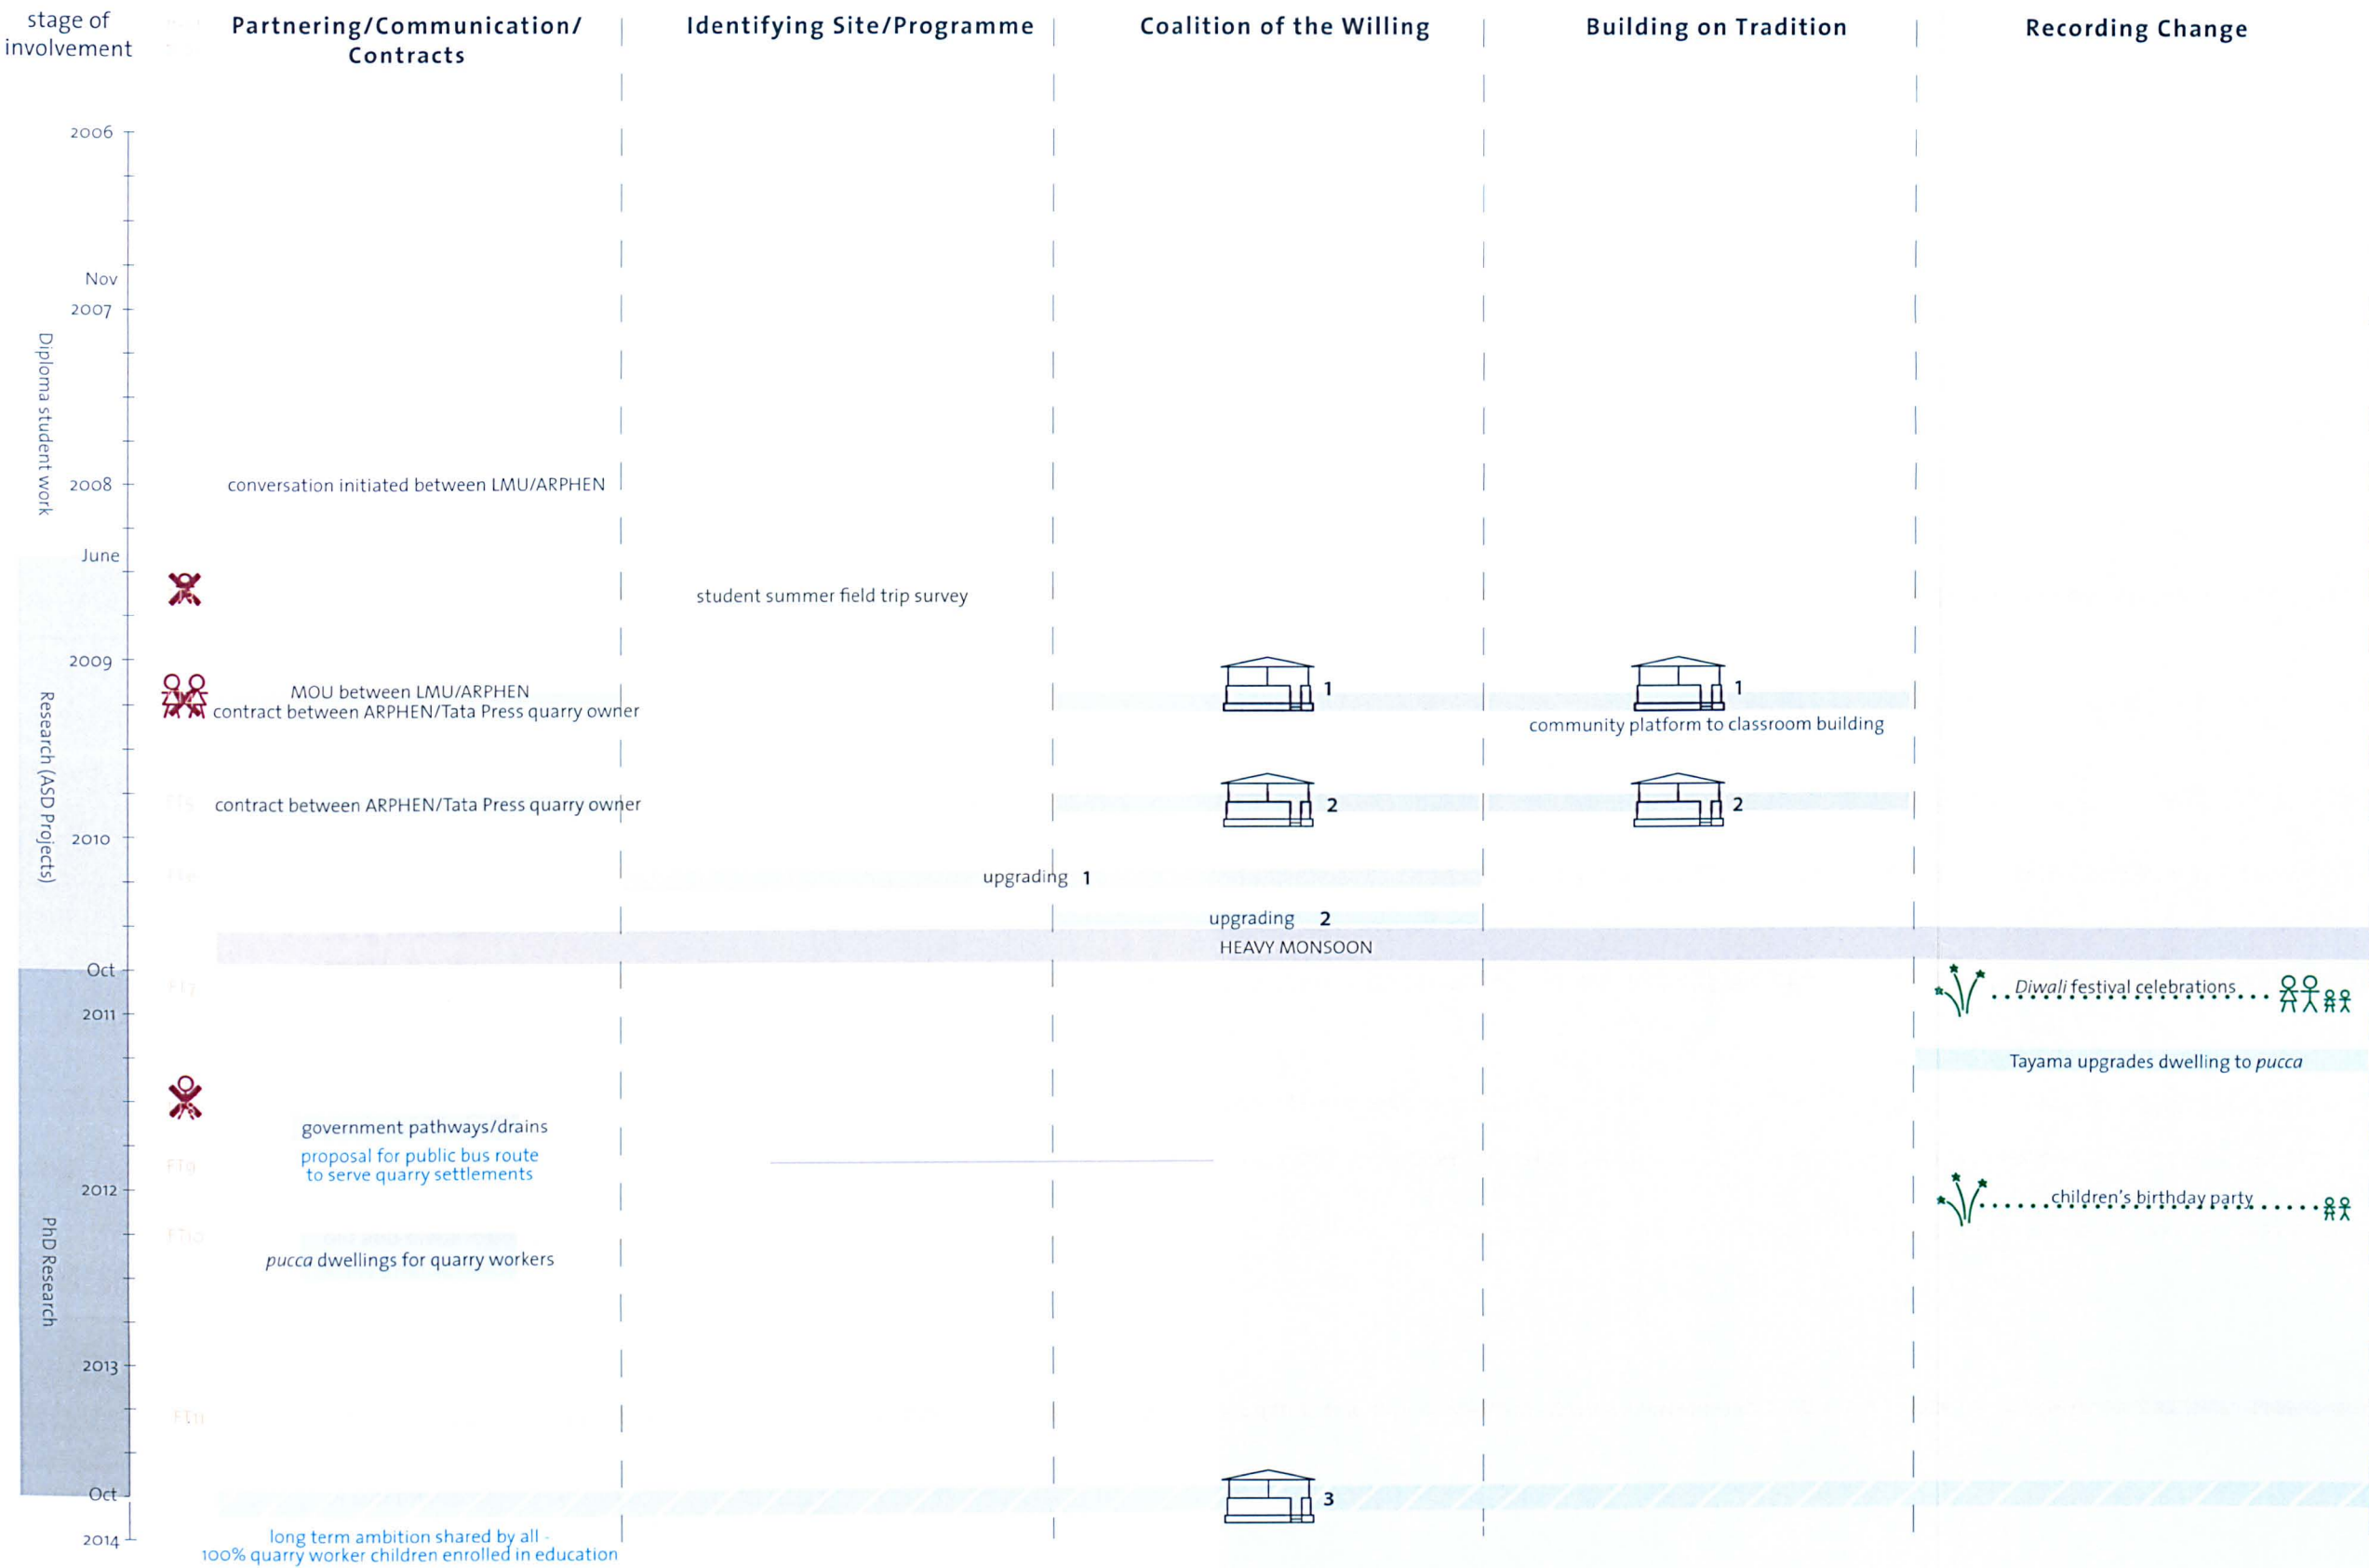 stage of
involvement
Partnering/Communication/
Contracts
Identifying Site/Programme
Coalition of the Willing
Building on Tradition
Recording Change
2006
Nov
2007
Diploma student work
2008
conversation initiated between LMU/ARPHEN
June
student summer field trip survey
2009
Research (ASD Projects)
MOU between LMU/ARPHEN
contract between ARPHEN/Tata Press quarry owner
1
1
community platform to classroom building
FT5
contract between ARPHEN/Tata Press quarry owner
2
2
2010
upgrading 1
upgrading 2
HEAVY MONSOON
Oct
FT7
Diwali festival celebrations
2011
Tayama upgrades dwelling to pucca
government pathways/drains
proposal for public bus route
to serve quarry settlements
FT9
2012
children's birthday party
PhD Research
FT10
pucca dwellings for quarry workers
2013
FT11
Oct
3
2014
long term ambition shared by all -
100% quarry worker children enrolled in education